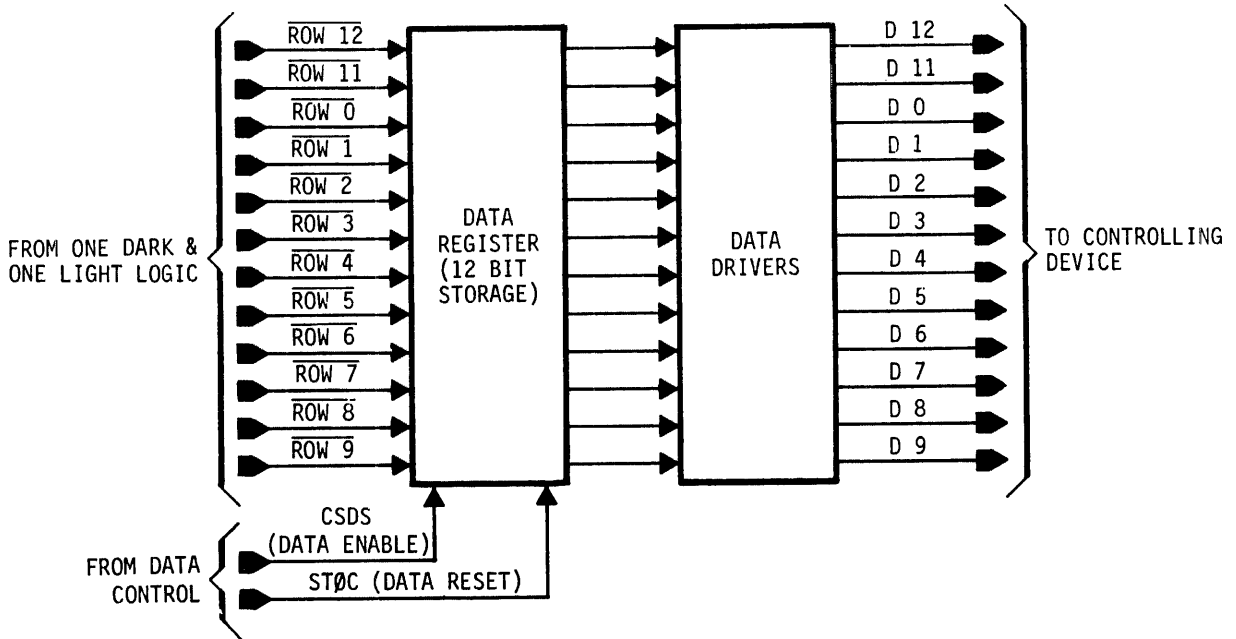 ROW 12
ROW 11
ROW 0
ROW 1
ROW 2
ROW 3
ROW 4
ROW 5
ROW 6
ROW 7
ROW 8
ROW 9
FROM ONE DARK &
ONE LIGHT LOGIC
DATA
REGISTER
(12 BIT
STORAGE)
DATA
DRIVERS
D 12
D 11
D 0
D 1
D 2
D 3
D 4
D 5
D 6
D 7
D 8
D 9
TO CONTROLLING
DEVICE
CSDS
(DATA ENABLE)
STØC (DATA RESET)
FROM DATA
CONTROL